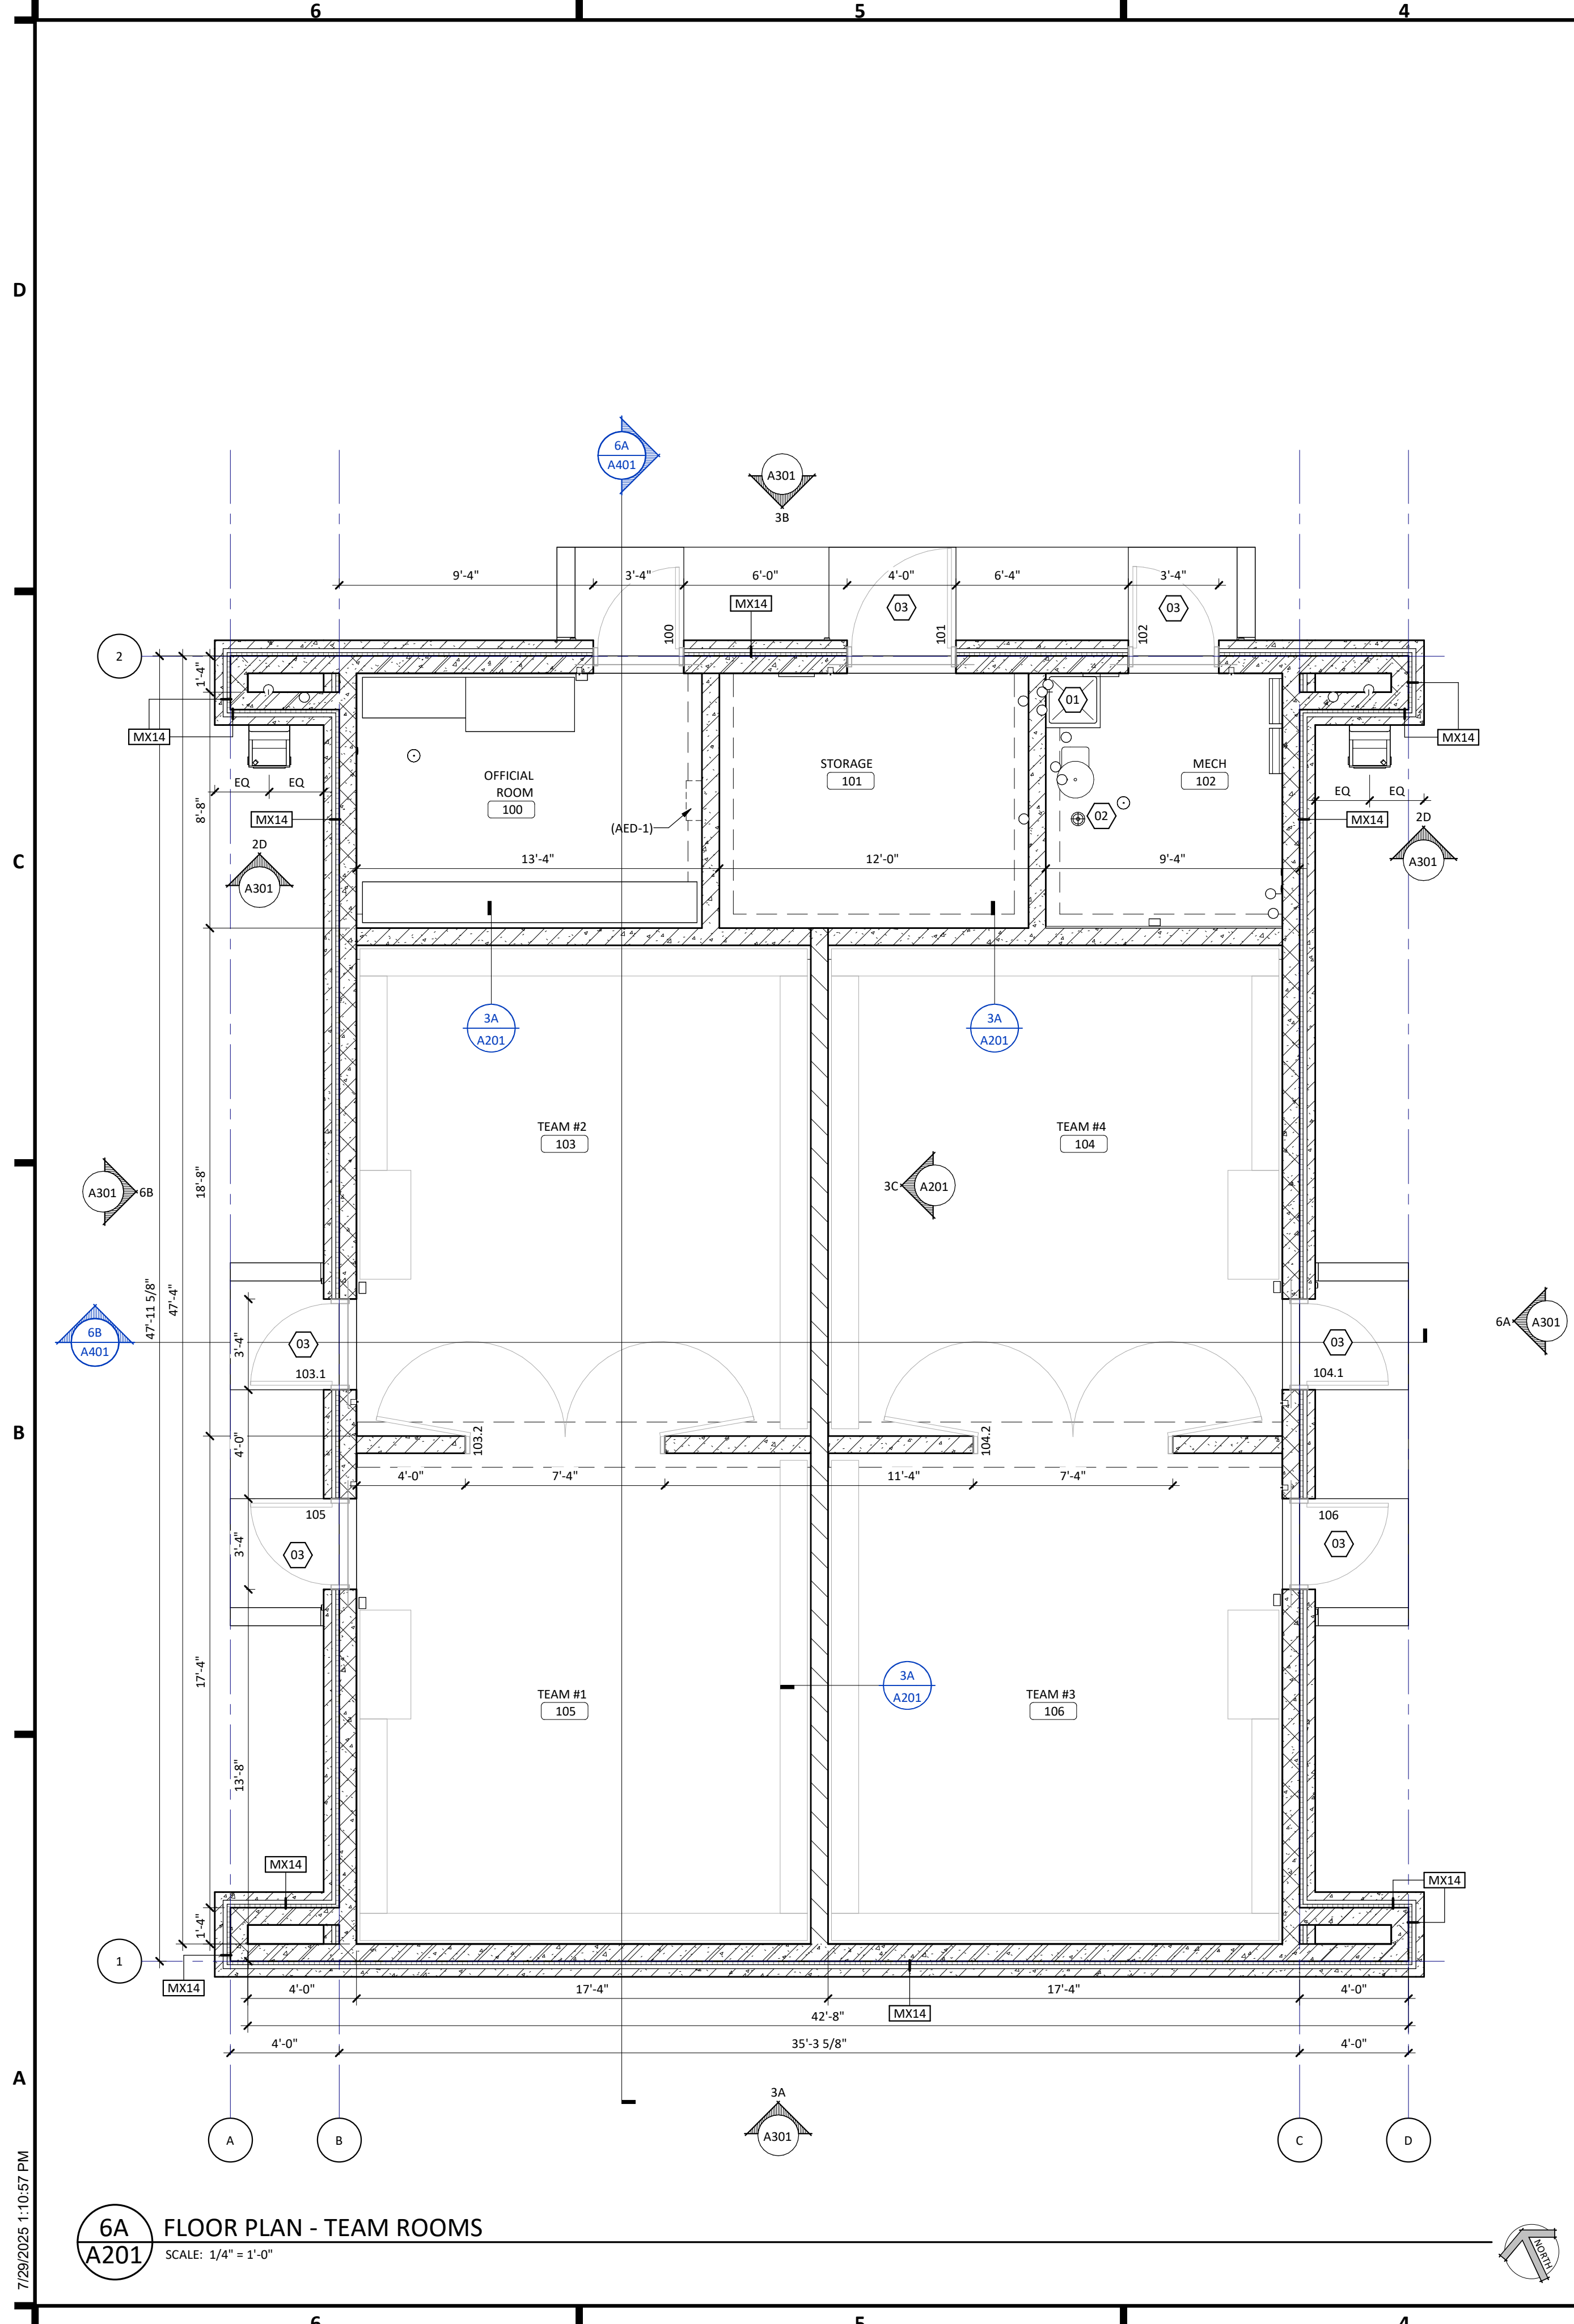 6
5
4
D
6A
A401
A301
3B
9'-4"
3'-4"
6'-0"
4'-0"
6'-4"
3'-4"
MX14
03
03
100
101
102
2
1'-4"
01
MX14
MX14
EQ
EQ
OFFICIAL
ROOM
100
STORAGE
101
MECH
102
EQ
EQ
8'-8"
MX14
(AED-1)
02
MX14
2D
A301
2D
A301
C
13'-4"
12'-0"
9'-4"
3A
A201
3A
A201
TEAM #2
103
TEAM #4
104
A301
6B
18'-8"
3C
A201
47'-11 5/8"
47'-4"
6B
A401
3'-4"
03
103.1
03
104.1
6A
A301
B
4'-0"
103.2
104.2
4'-0"
7'-4"
11'-4"
7'-4"
105
106
3'-4"
03
03
17'-4"
TEAM #1
105
3A
A201
TEAM #3
106
13'-8"
MX14
MX14
1'-4"
1
MX14
4'-0"
17'-4"
17'-4"
4'-0"
42'-8"
MX14
4'-0"
35'-3 5/8"
4'-0"
A
3A
A301
A
B
C
D
7/29/2025 1:10:57 PM
6A
A201
FLOOR PLAN - TEAM ROOMS
SCALE: 1/4" = 1'-0"
NORTH
6
5
4